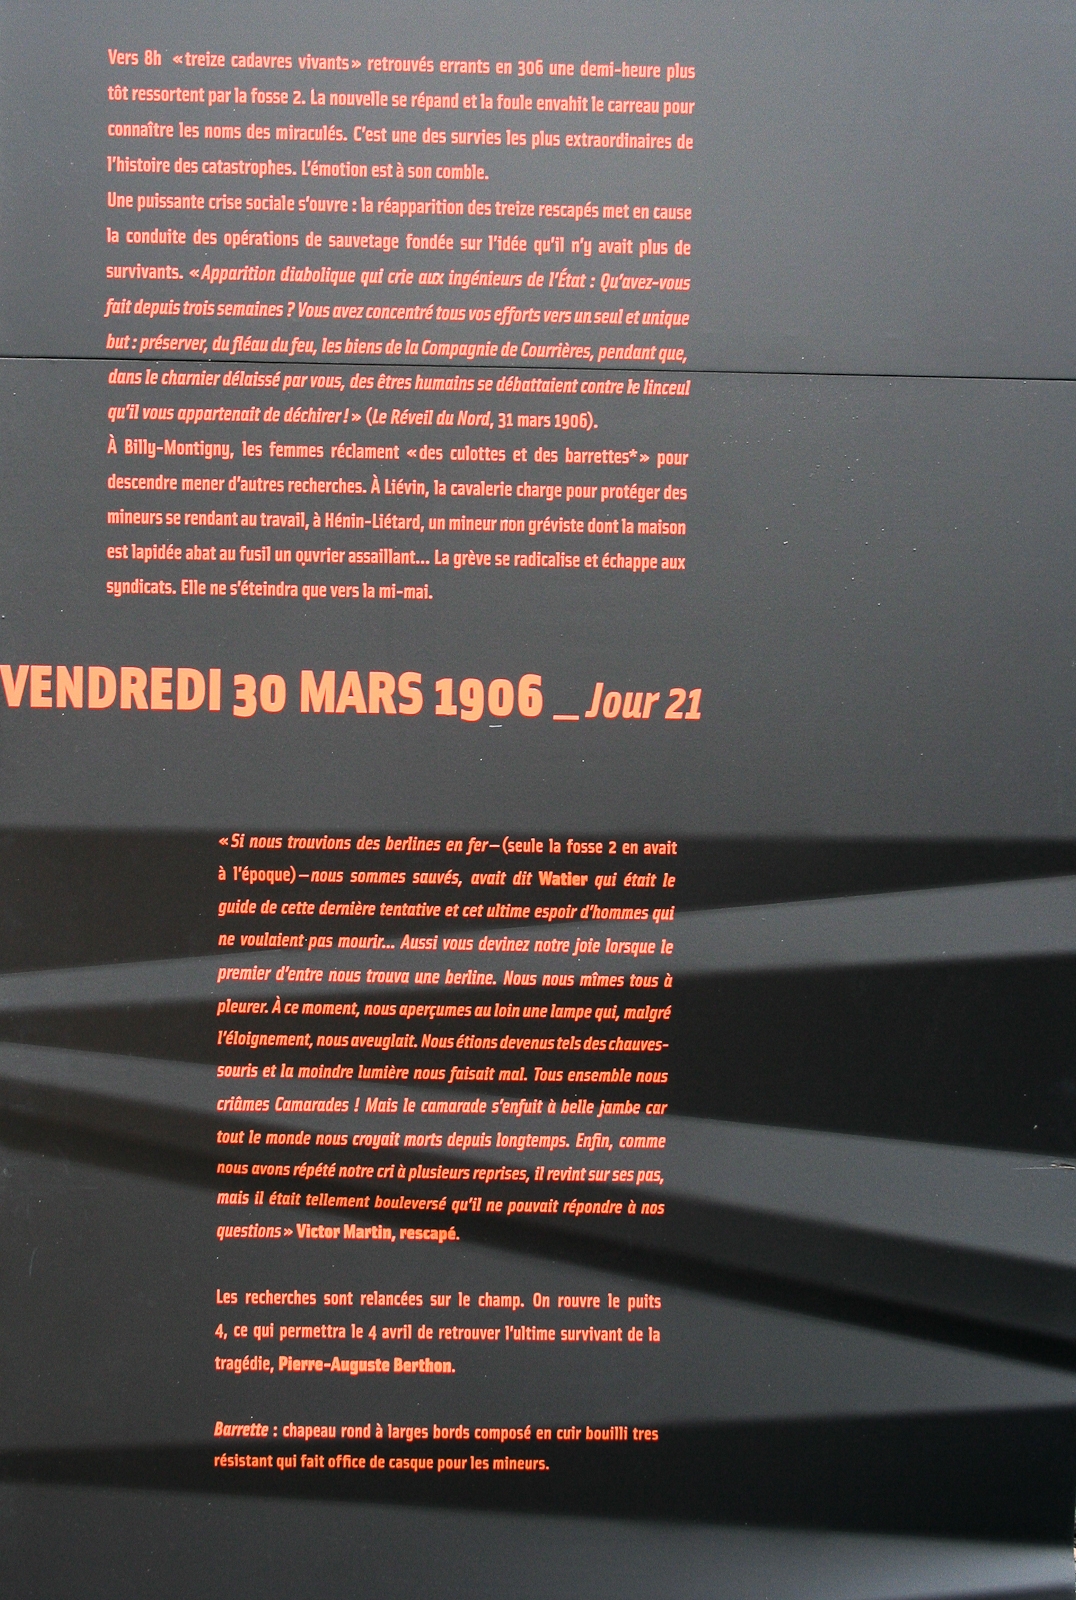 Vers 8h « treize cadavres vivants » retrouvés errants en 306 une demi-heure plus
tôt ressortent par la fosse 2. La nouvelle se répand et la foule envahit le carreau pour
connaître les noms des miraculés. C'est une des survies les plus extraordinaires de
l'histoire des catastrophes. L'émotion est à son comble.
Une puissante crise sociale s'ouvre : la réapparition des treize rescapés met en cause
la conduite des opérations de sauvetage fondée sur l'idée qu'il n'y avait plus de
survivants. « Apparition diabolique qui crie aux ingénieurs de l'État : Qu'avez-vous
fait depuis trois semaines ? Vous avez concentré tous vos efforts vers un seul et unique
but : préserver, du fléau du feu, les biens de la Compagnie de Courrières, pendant que,
dans le charnier délaissé par vous, des êtres humains se débattaient contre le linceul
qu'il vous appartenait de déchirer ! » (Le Réveil du Nord, 31 mars 1906).
À Billy-Montigny, les femmes réclament « des culottes et des barrettes* » pour
descendre mener d'autres recherches. À Liévin, la cavalerie charge pour protéger des
mineurs se rendant au travail, à Hénin-Liétard, un mineur non gréviste dont la maison
est lapidée abat au fusil un ouvrier assaillant... La grève se radicalise et échappe aux
syndicats. Elle ne s'éteindra que vers la mi-mai.
VENDREDI 30 MARS 1906 _ Jour 21
« Si nous trouvions des berlines en fer – (seule la fosse 2 en avait
à l'époque) – nous sommes sauvés, avait dit Watier qui était le
guide de cette dernière tentative et cet ultime espoir d'hommes qui
ne voulaient pas mourir... Aussi vous devinez notre joie lorsque le
premier d'entre nous trouva une berline. Nous nous mîmes tous à
pleurer. À ce moment, nous aperçumes au loin une lampe qui, malgré
l'éloignement, nous aveuglait. Nous étions devenus tels des chauves-
souris et la moindre lumière nous faisait mal. Tous ensemble nous
criâmes Camarades ! Mais le camarade s'enfuit à belle jambe car
tout le monde nous croyait morts depuis longtemps. Enfin, comme
nous avons répété notre cri à plusieurs reprises, il revint sur ses pas,
mais il était tellement bouleversé qu'il ne pouvait répondre à nos
questions » Victor Martin, rescapé.
Les recherches sont relancées sur le champ. On rouvre le puits
4, ce qui permettra le 4 avril de retrouver l'ultime survivant de la
tragédie, Pierre-Auguste Berthon.
Barrette : chapeau rond à larges bords composé en cuir bouilli tres
résistant qui fait office de casque pour les mineurs.